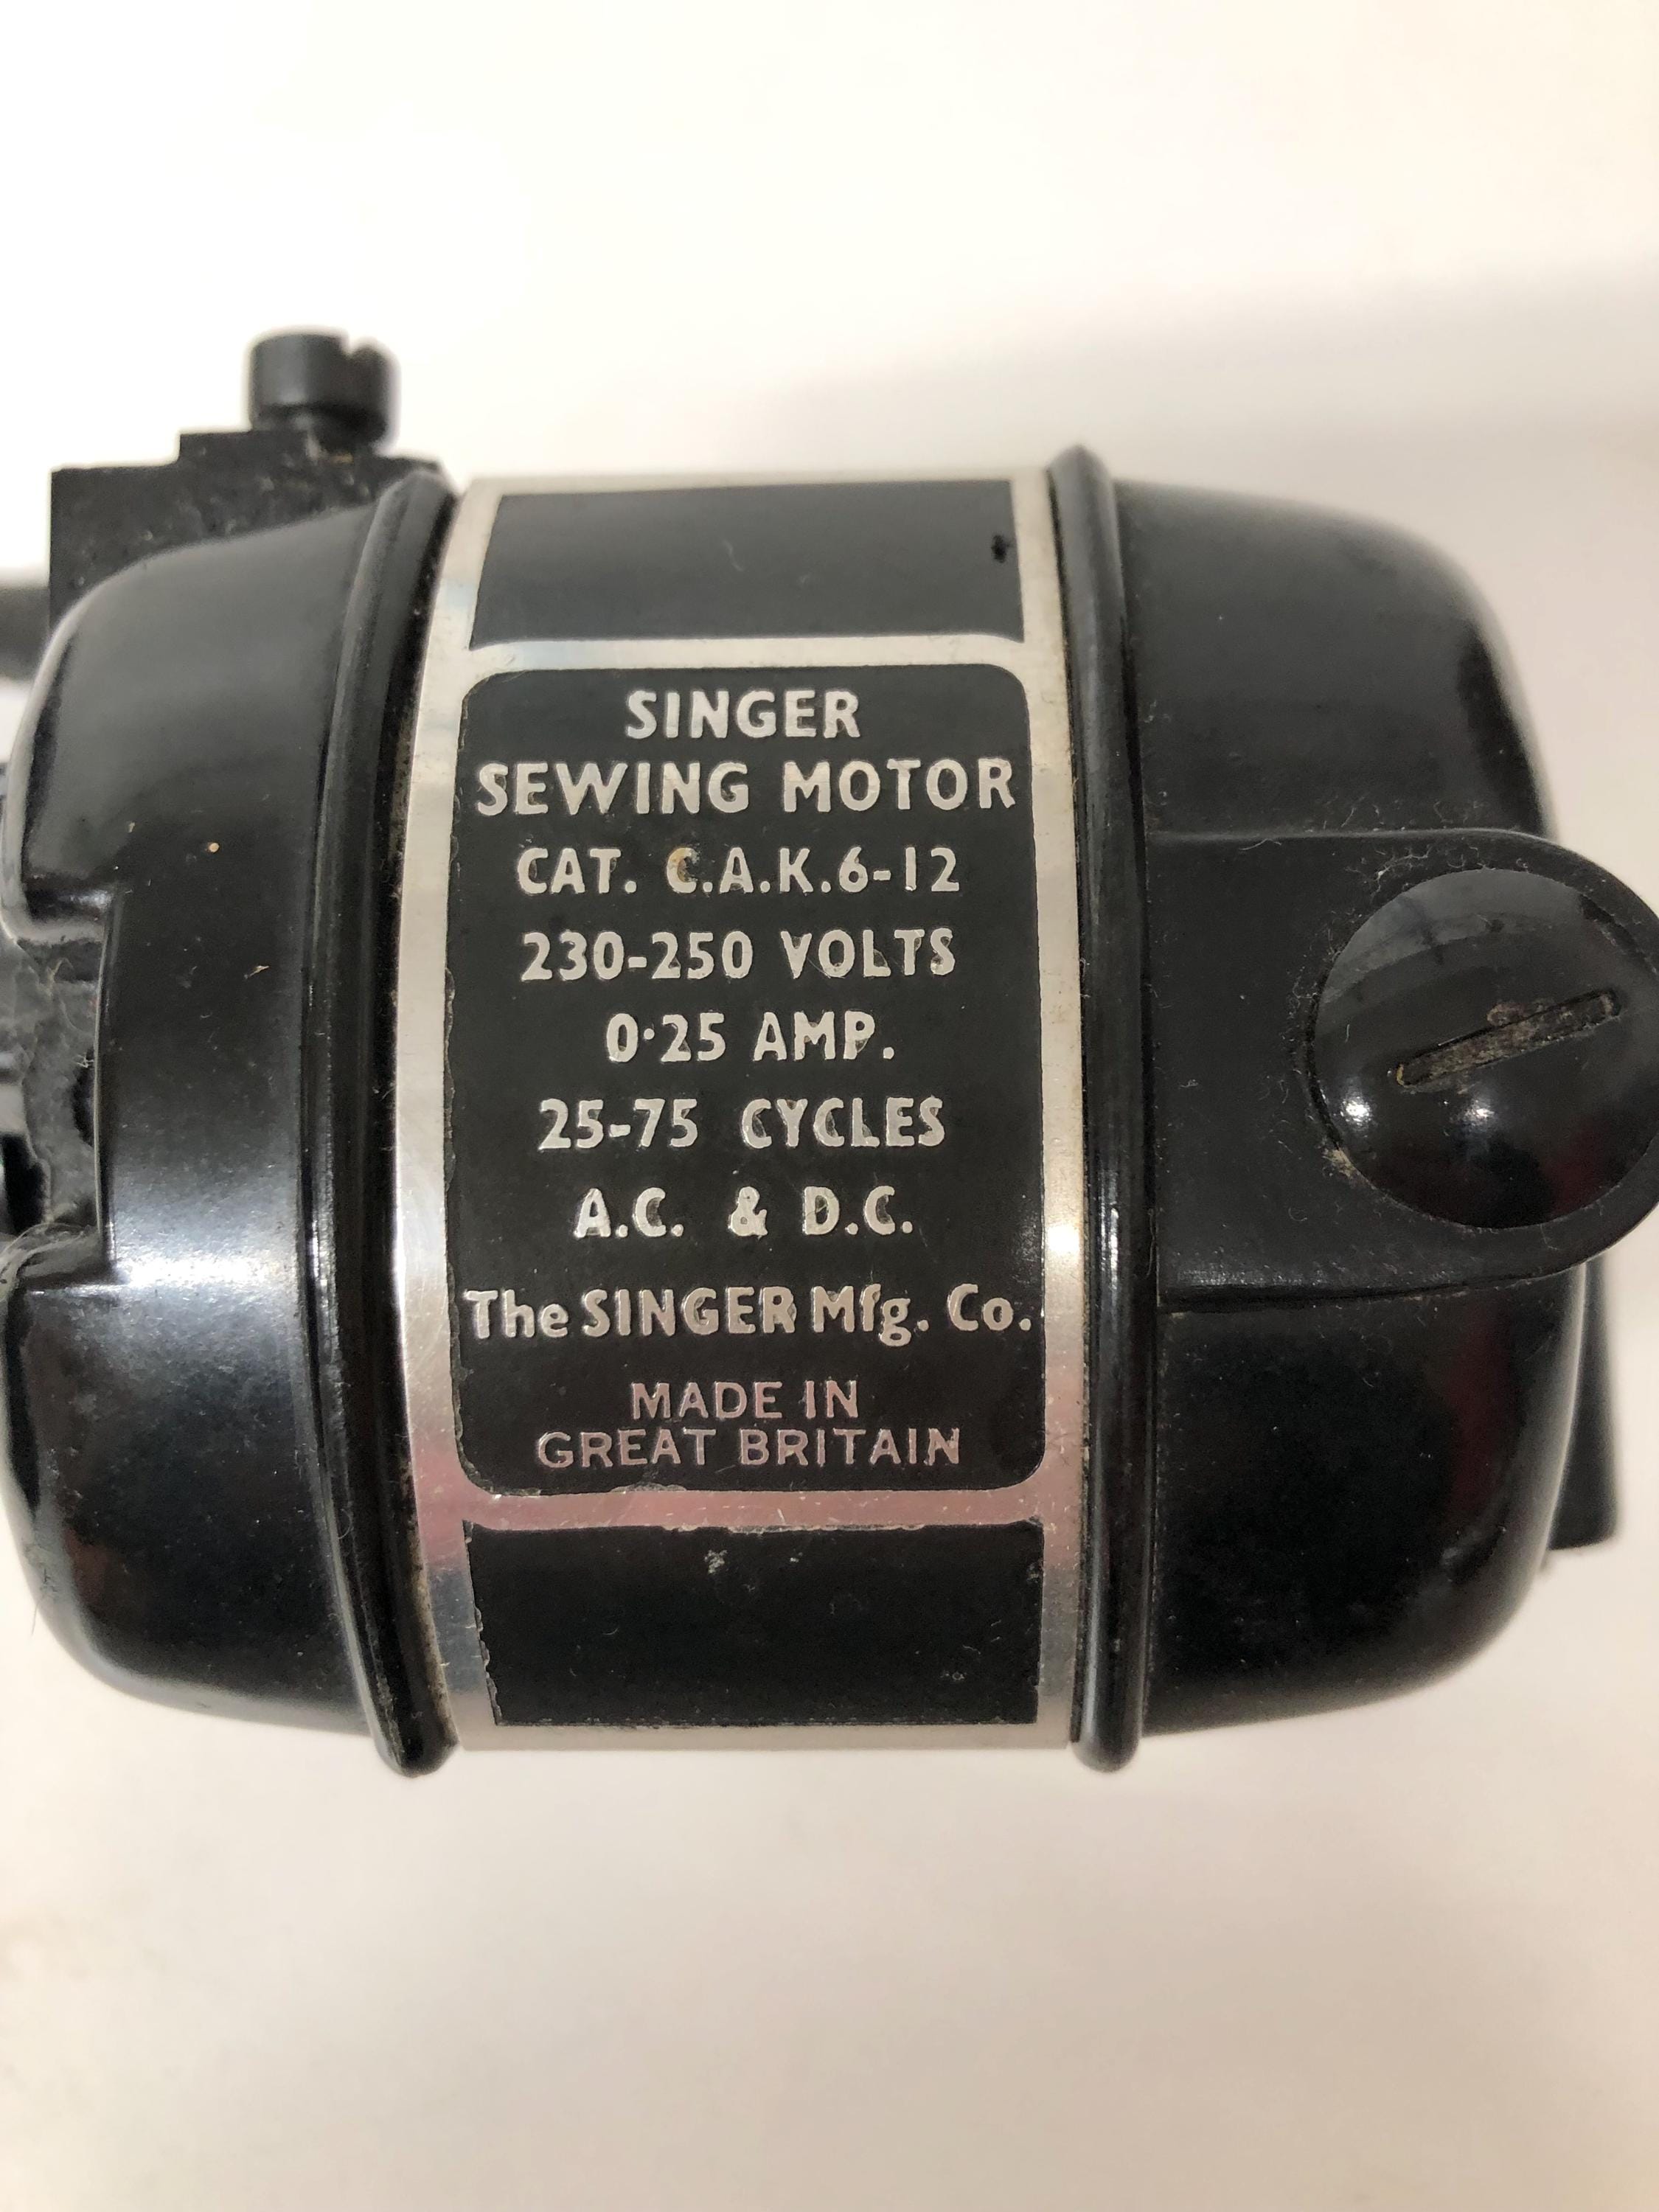 SINGER
SEWING MOTOR
CAT. C.A.K.6-12
230-250 VOLTS
0·25 AMP.
25-75 CYCLES
A.C. & D.C.
The SINGER Mfg. Co.
MADE IN
GREAT BRITAIN